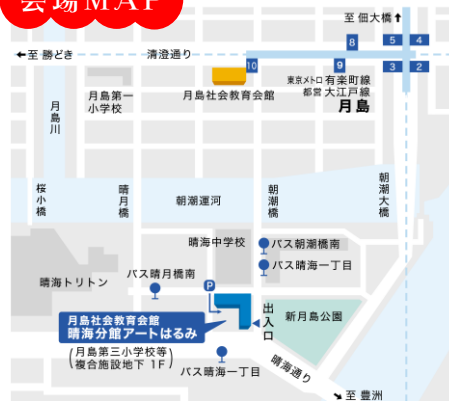 会場MAP
至 佃大橋↑
←至 勝どき
清澄通り
8
5
4
10
9
3
2
東京メトロ 有楽町線
都営 大江戸線
月島
月島第一
小学校
月島社会教育会館
月島川
桜小橋
晴月橋
朝潮運河
朝潮橋
朝潮大橋
晴海中学校
バス朝潮橋南
バス晴海一丁目
晴海トリトン
バス晴月橋南
P
月島社会教育会館
晴海分館アートはるみ
(月島第三小学校等
複合施設地下 1F)
出入口
新月島公園
バス晴海一丁目
晴海通り
↘至 豊洲